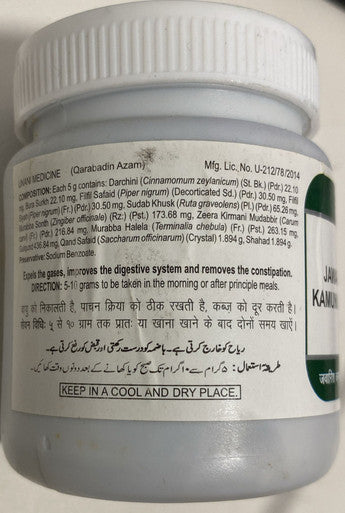 UNANI MEDICINE (Qarabadin Azam) Mfg. Lic. No. U-212/78/2014
COMPOSITION: Each 5 g contains: Darchini (Cinnamomum zeylanicum) (St. Bk.) (Pdr.) 22.10
mg, Bura Surkh 22.10 mg, Filfil Safaid (Piper nigrum) (Decorticated Sd.) (Pdr.) 30.50 mg, Filfil
Siyah (Piper nigrum) (Fr.) (Pdr.) 30.50 mg, Sudab Khusk (Ruta graveolens) (Pl.) (Pdr.) 65.26 mg,
Murabba Sonth (Zingiber officinale) (Rz.) (Pst.) 173.68 mg, Zeera Kirmani Mudabbir (Carum
(Fr.) (Pdr.) 216.84 mg, Murabba Halela (Terminalia chebula) (Fr.) (Pst.) 263.15 mg,
436.84 mg, Qand Safaid (Saccharum officinarum) (Crystal) 1.894 g, Shahad 1.894 g.
Preservative: Sodium Benzoate.
Expels the gases, improves the digestive system and removes the constipation.
DIRECTION: 5-10 grams to be taken in the morning or after principle meals.
वायु को निकालती है, पाचन क्रिया को ठीक रखती है, कब्ज को दूर करती है।
सेवन विधि: ५ से १० ग्राम तक प्रातः या खाना खाने के बाद दोनों समय खाऐं।
ریاح کو خارج کرتی ہے۔ ہاضمہ کو درست رکھتی اور قبض کو رفع کرتی ہے۔
طریقہ استعمال: ۵ گرام سے ۱۰ گرام تک صبح کو یا کھانے کے بعد دونوں وقت کھائیں۔
KEEP IN A COOL AND DRY PLACE.
JAWA
KAMUN
जवारिश